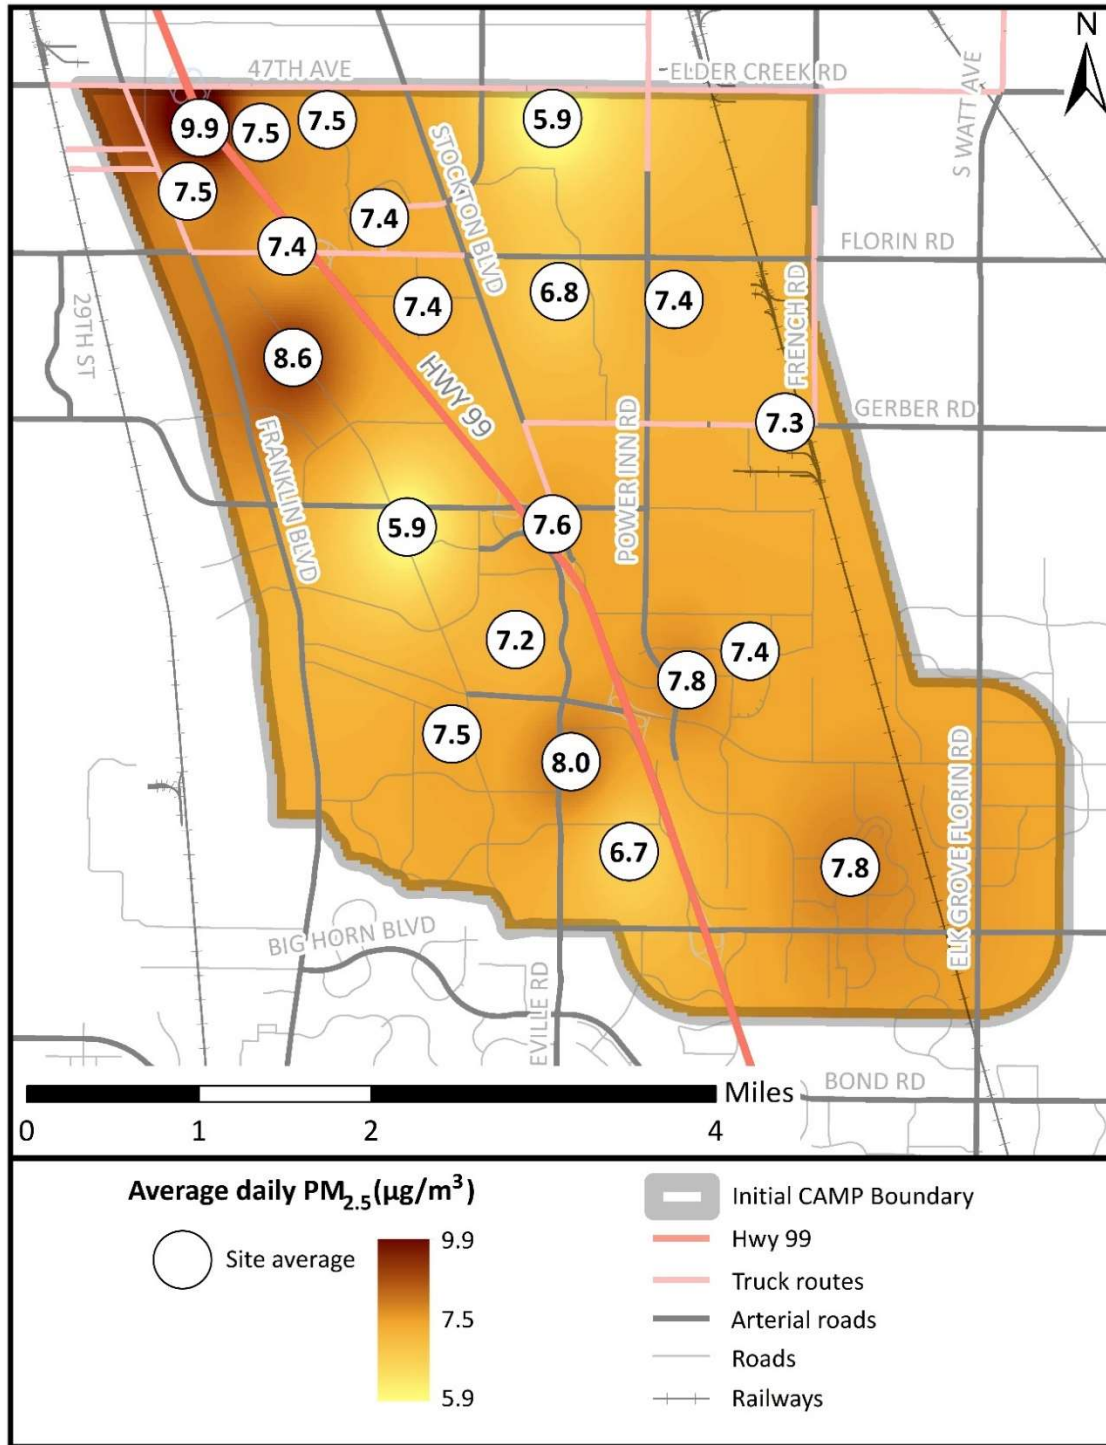 N
47TH AVE
ELDER CREEK RD
S WATT AVE
9.9
7.5
7.5
5.9
STOCKTON BLVD
7.5
7.4
7.4
FLORIN RD
29TH ST
7.4
6.8
7.4
FRENCH RD
8.6
HWY 99
7.3
GERBER RD
FRANKLIN BLVD
POWER INN RD
5.9
7.6
7.2
7.4
7.8
7.5
8.0
ELK GROVE FLORIN RD
6.7
7.8
BIG HORN BLVD
EVILLE RD
BOND RD
Miles
0 1 2 4
Average daily PM2.5(µg/m³)
Site average
9.9
7.5
5.9
Initial CAMP Boundary
Hwy 99
Truck routes
Arterial roads
Roads
Railways